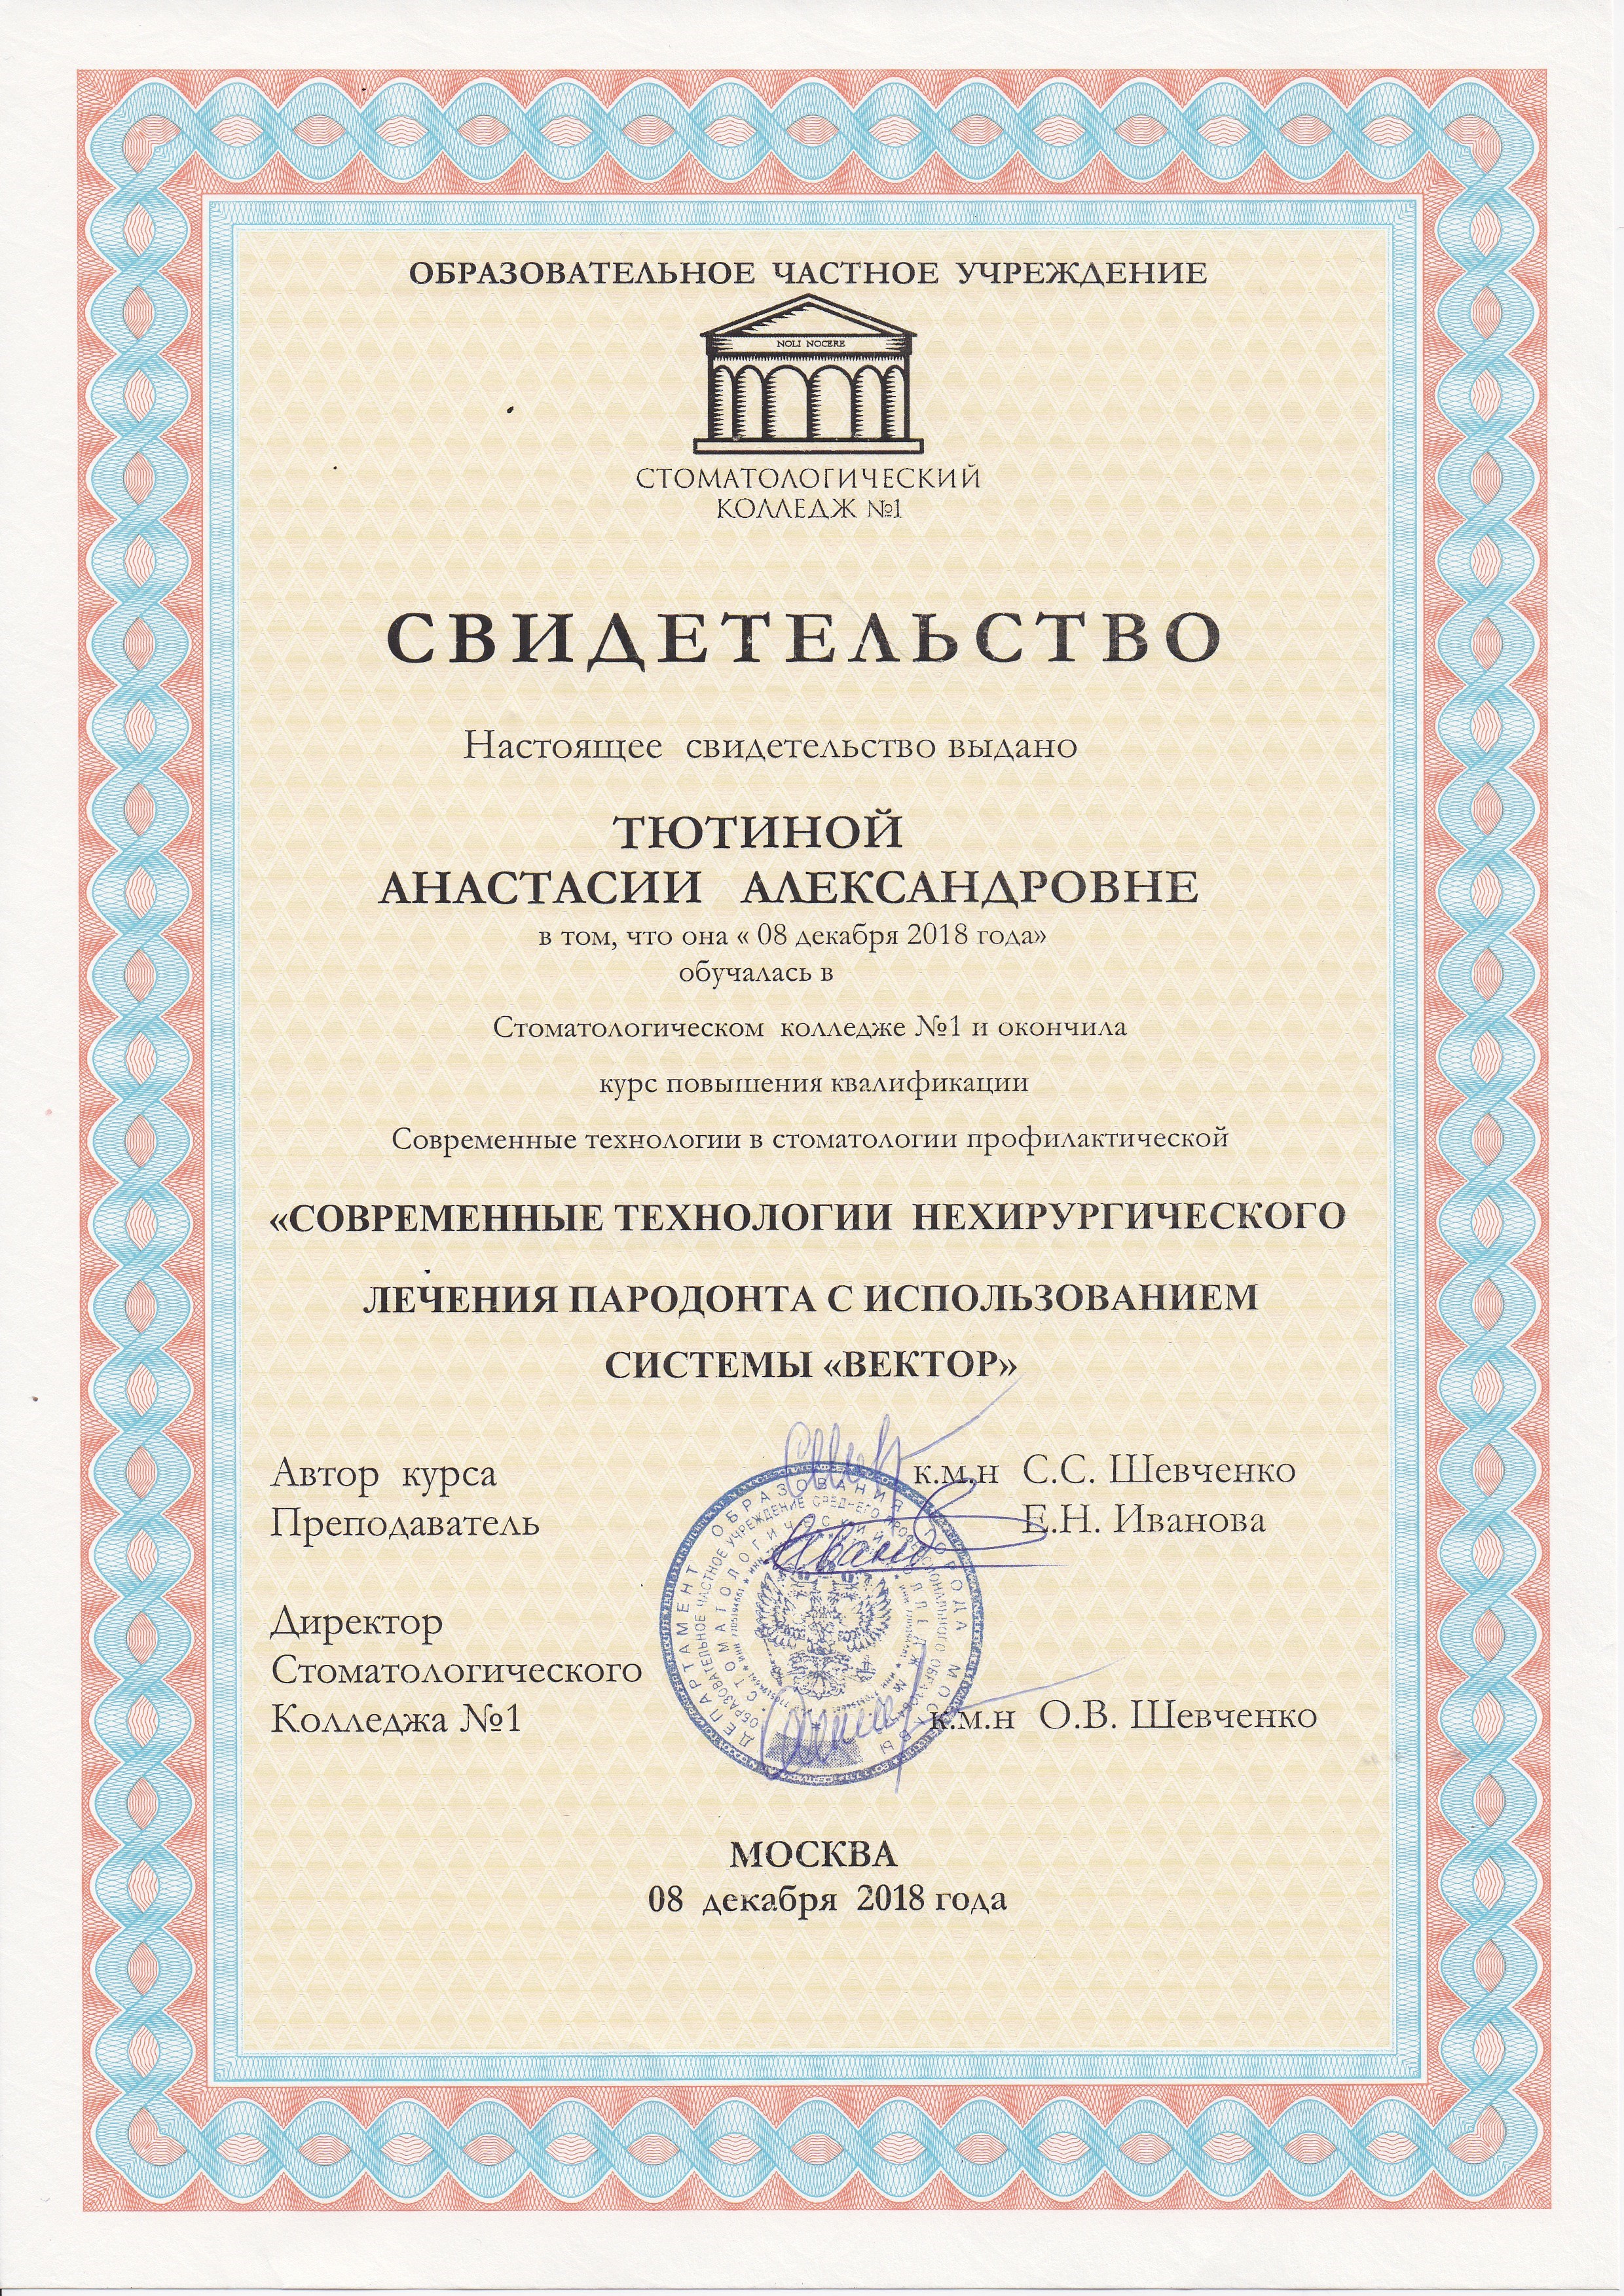 ОБРАЗОВАТЕЛЬНОЕ ЧАСТНОЕ УЧРЕЖДЕНИЕ
NOLI NOCERE
СТОМАТОЛОГИЧЕСКИЙ
КОЛЛЕДЖ №1
СВИДЕТЕЛЬСТВО
Настоящее свидетельство выдано
ТЮТИНОЙ
АНАСТАСИИ АЛЕКСАНДРОВНЕ
в том, что она « 08 декабря 2018 года»
обучалась в
Стоматологическом колледже №1 и окончила
курс повышения квалификации
Современные технологии в стоматологии профилактической
«СОВРЕМЕННЫЕ ТЕХНОЛОГИИ НЕХИРУРГИЧЕСКОГО
ЛЕЧЕНИЯ ПАРОДОНТА С ИСПОЛЬЗОВАНИЕМ
СИСТЕМЫ «ВЕКТОР»
Автор курса к.м.н С.С. Шевченко
Преподаватель Е.Н. Иванова
Директор
Стоматологического
Колледжа №1 к.м.н О.В. Шевченко
ДЕПАРТАМЕНТ ОБРАЗОВАНИЯ ГОРОДА МОСКВЫ
ОБРАЗОВАТЕЛЬНОЕ ЧАСТНОЕ УЧРЕЖДЕНИЕ СРЕДНЕГО ПРОФЕССИОНАЛЬНОГО ОБРАЗОВАНИЯ
СТОМАТОЛОГИЧЕСКИЙ КОЛЛЕДЖ №
МОСКВА
08 декабря 2018 года